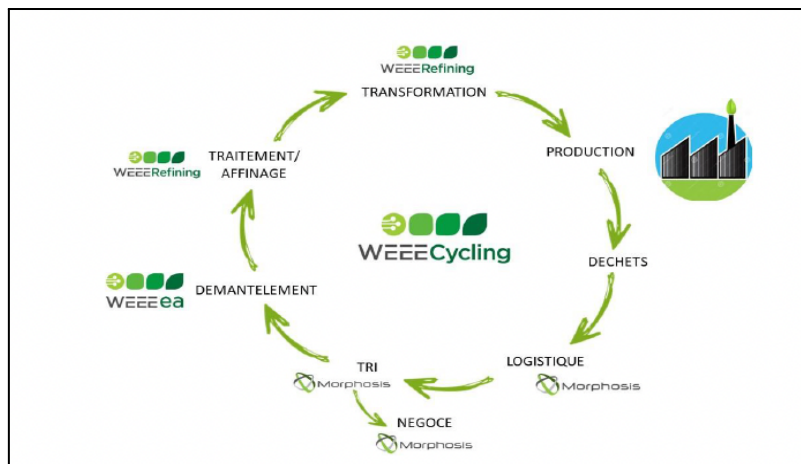 WEEERefining
TRANSFORMATION
PRODUCTION
DECHETS
LOGISTIQUE
Morphosis
TRI
Morphosis
NEGOCE
Morphosis
DEMANTELEMENT
WEEEea
TRAITEMENT/
AFFINAGE
WEEERefining
WEEECycling